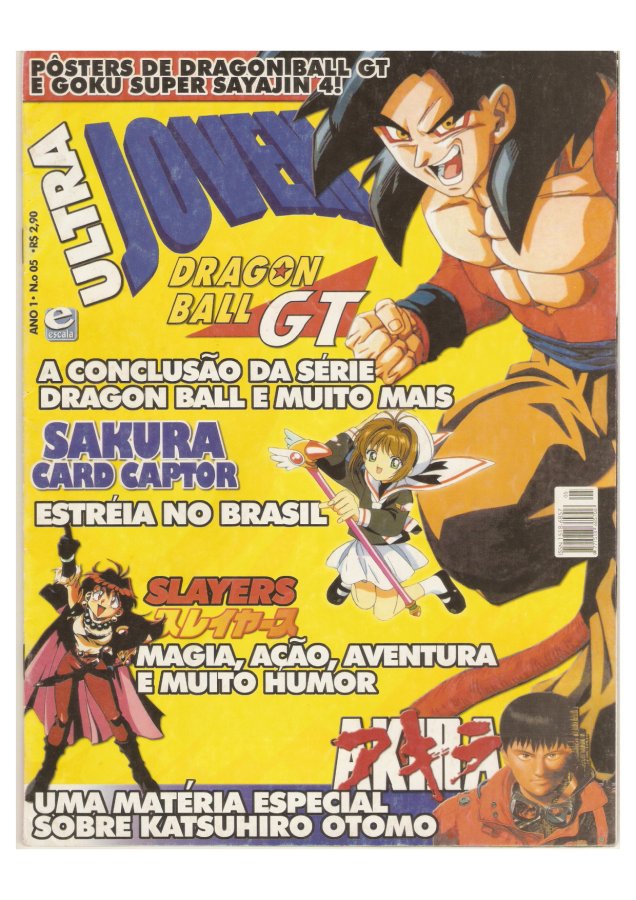 PÔSTERS DE DRAGON BALL GT
E GOKU SUPER SAYAJIN 4!
ULTRA
JOVEM
ANO 1 • N.o 05 • R$ 2,90
e
escala
DRAGON
BALL GT
A CONCLUSÃO DA SÉRIE
DRAGON BALL E MUITO MAIS
SAKURA
CARD CAPTOR
ESTRÉIA NO BRASIL
SLAYERS
スレイヤーズ
MAGIA, AÇÃO, AVENTURA
E MUITO HUMOR
AKIRA
アキラ
UMA MATÉRIA ESPECIAL
SOBRE KATSUHIRO OTOMO